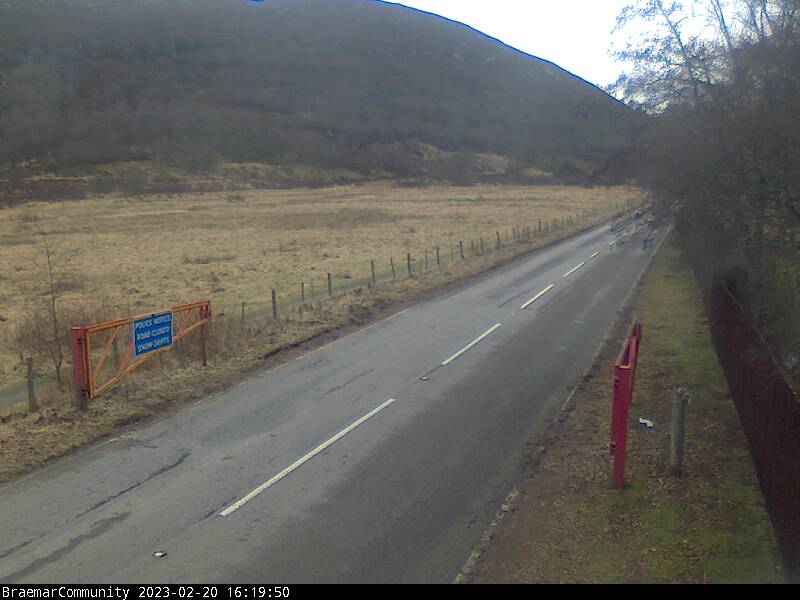 POLICE NOTICE
ROAD CLOSED
SNOW DRIFTS
BraemarCommunity 2023-02-20 16:19:50